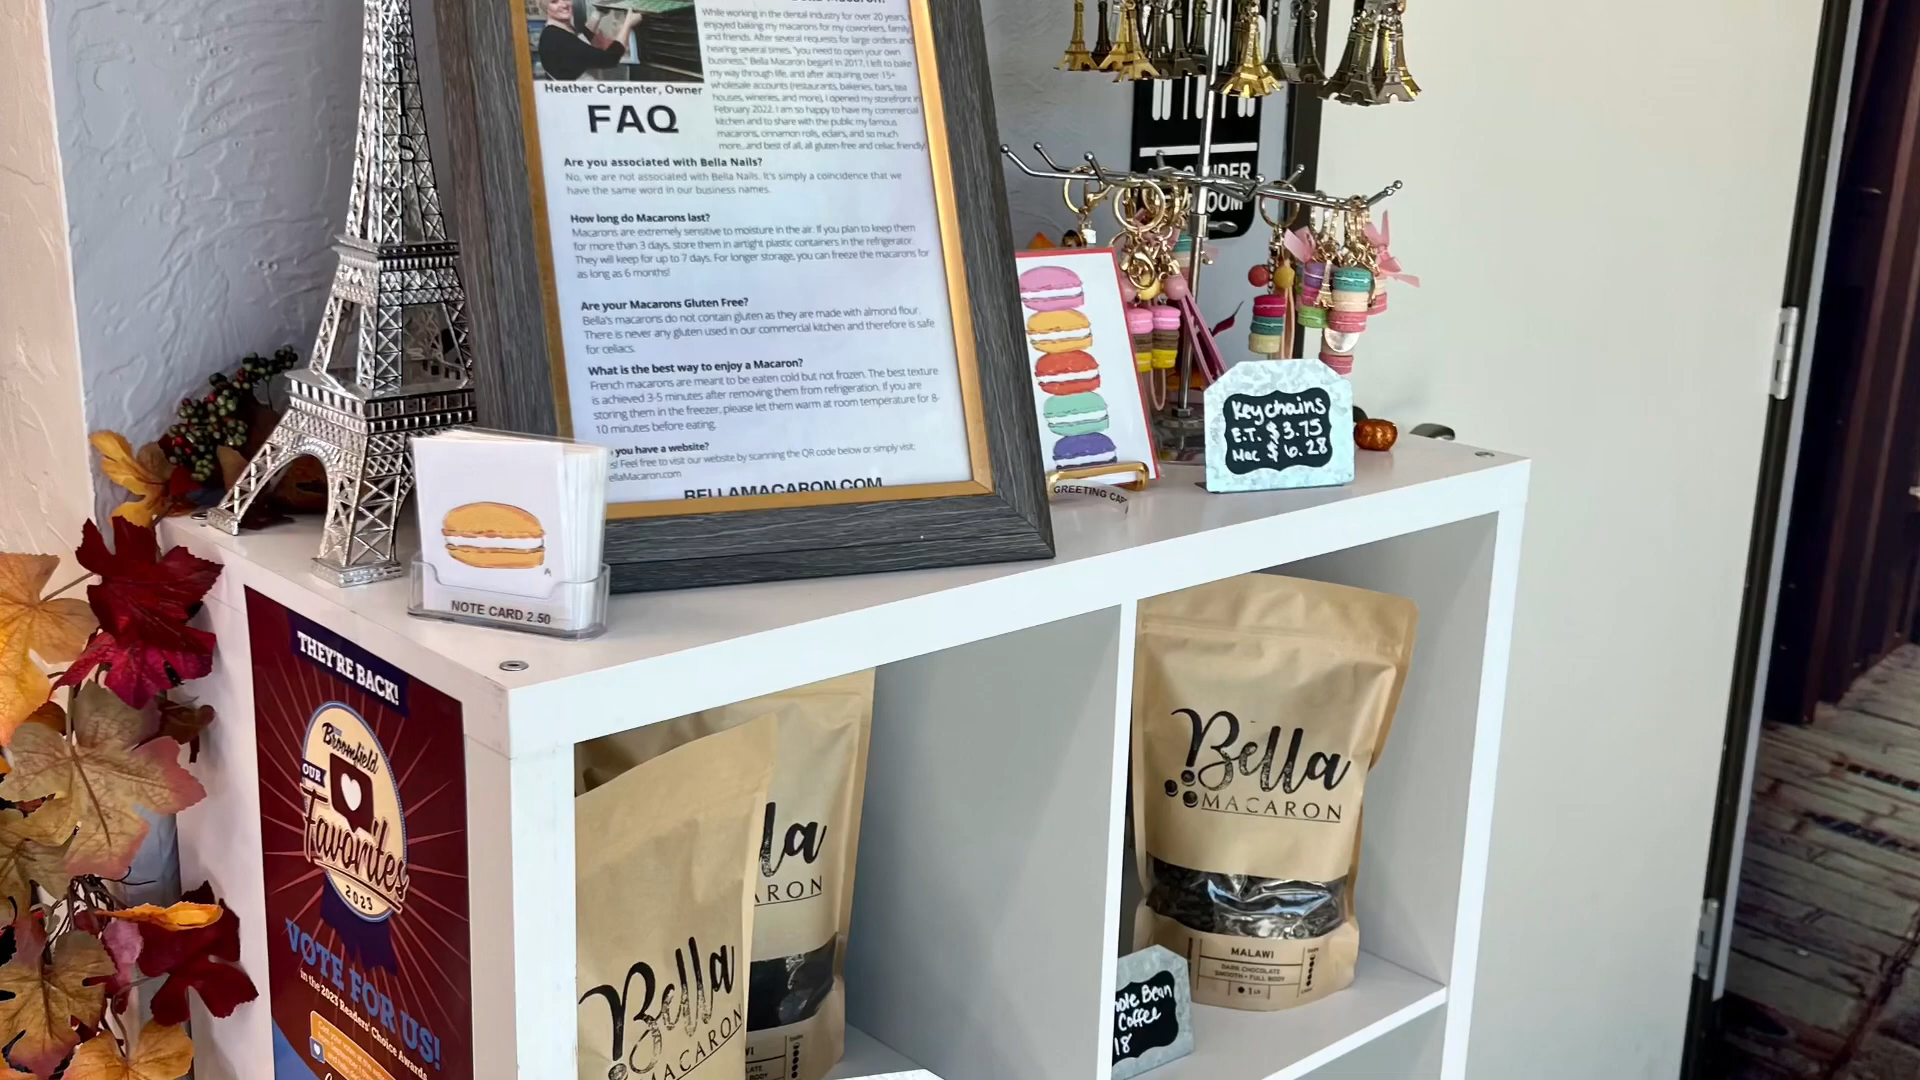 While working in the dental industry for over 20 years, I
enjoyed baking my macarons for my coworkers, family,
and friends. After several requests for large orders and
hearing several times, "you need to open your own
business," Bella Macaron began! In 2017, I left to bake
my way through life, and after acquiring over 15+
wholesale accounts (restaurants, bakeries, bars, tea
houses, wineries, and more), I opened my storefront in
February 2022. I am so happy to have my commercial
kitchen and to share with the public my famous
macarons, cinnamon rolls, eclairs, and so much
more...and best of all, all gluten-free and celiac friendly!
Heather Carpenter, Owner
FAQ
Are you associated with Bella Nails?
No, we are not associated with Bella Nails. It's simply a coincidence that we
have the same word in our business names.
How long do Macarons last?
Macarons are extremely sensitive to moisture in the air. If you plan to keep them
for more than 3 days, store them in airtight plastic containers in the refrigerator.
They will keep for up to 7 days. For longer storage, you can freeze the macarons for
as long as 6 months!
Are your Macarons Gluten Free?
Bella's macarons do not contain gluten as they are made with almond flour.
There is never any gluten used in our commercial kitchen and therefore is safe
for celiacs.
What is the best way to enjoy a Macaron?
French macarons are meant to be eaten cold but not frozen. The best texture
is achieved 3-5 minutes after removing them from refrigeration. If you are
storing them in the freezer, please let them warm at room temperature for 8-
10 minutes before eating.
you have a website?
s! Feel free to visit our website by scanning the QR code below or simply visit:
ellaMacaron.com
BELLAMACARON.COM
NOTE CARD 2.50
GREETING CAR
Keychains
E.T. 3.75
Mac 6.28
THEY'RE BACK!
Broomfield
OUR
Favorites
2023
VOTE FOR US!
in the 2023 Readers' Choice Awards
Bella
MACARON
MALAWI
DARK CHOCOLATE
SMOOTH • FULL BODY
1 LB
hole Bean
Coffee
18
la
ARON
WI
Bella
MACARON